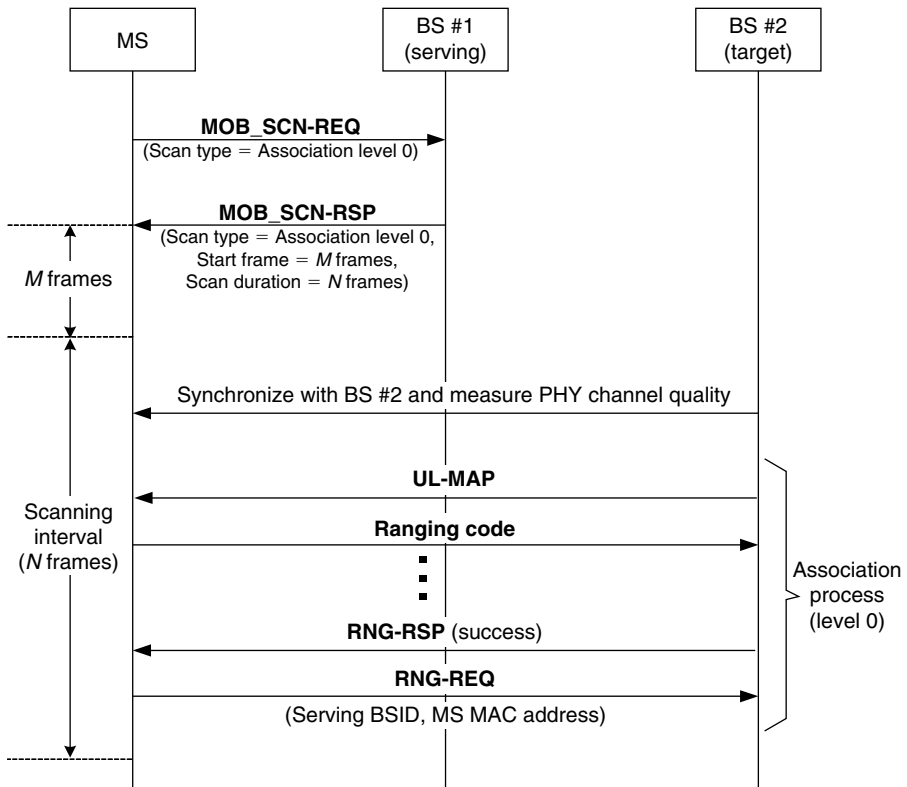 MS
BS #1
(serving)
BS #2
(target)
MOB_SCN-REQ
(Scan type = Association level 0)
MOB_SCN-RSP
(Scan type = Association level 0,
Start frame = M frames,
Scan duration = N frames)
M frames
Synchronize with BS #2 and measure PHY channel quality
UL-MAP
Ranging code
Scanning
interval
(N frames)
Association
process
(level 0)
RNG-RSP (success)
RNG-REQ
(Serving BSID, MS MAC address)